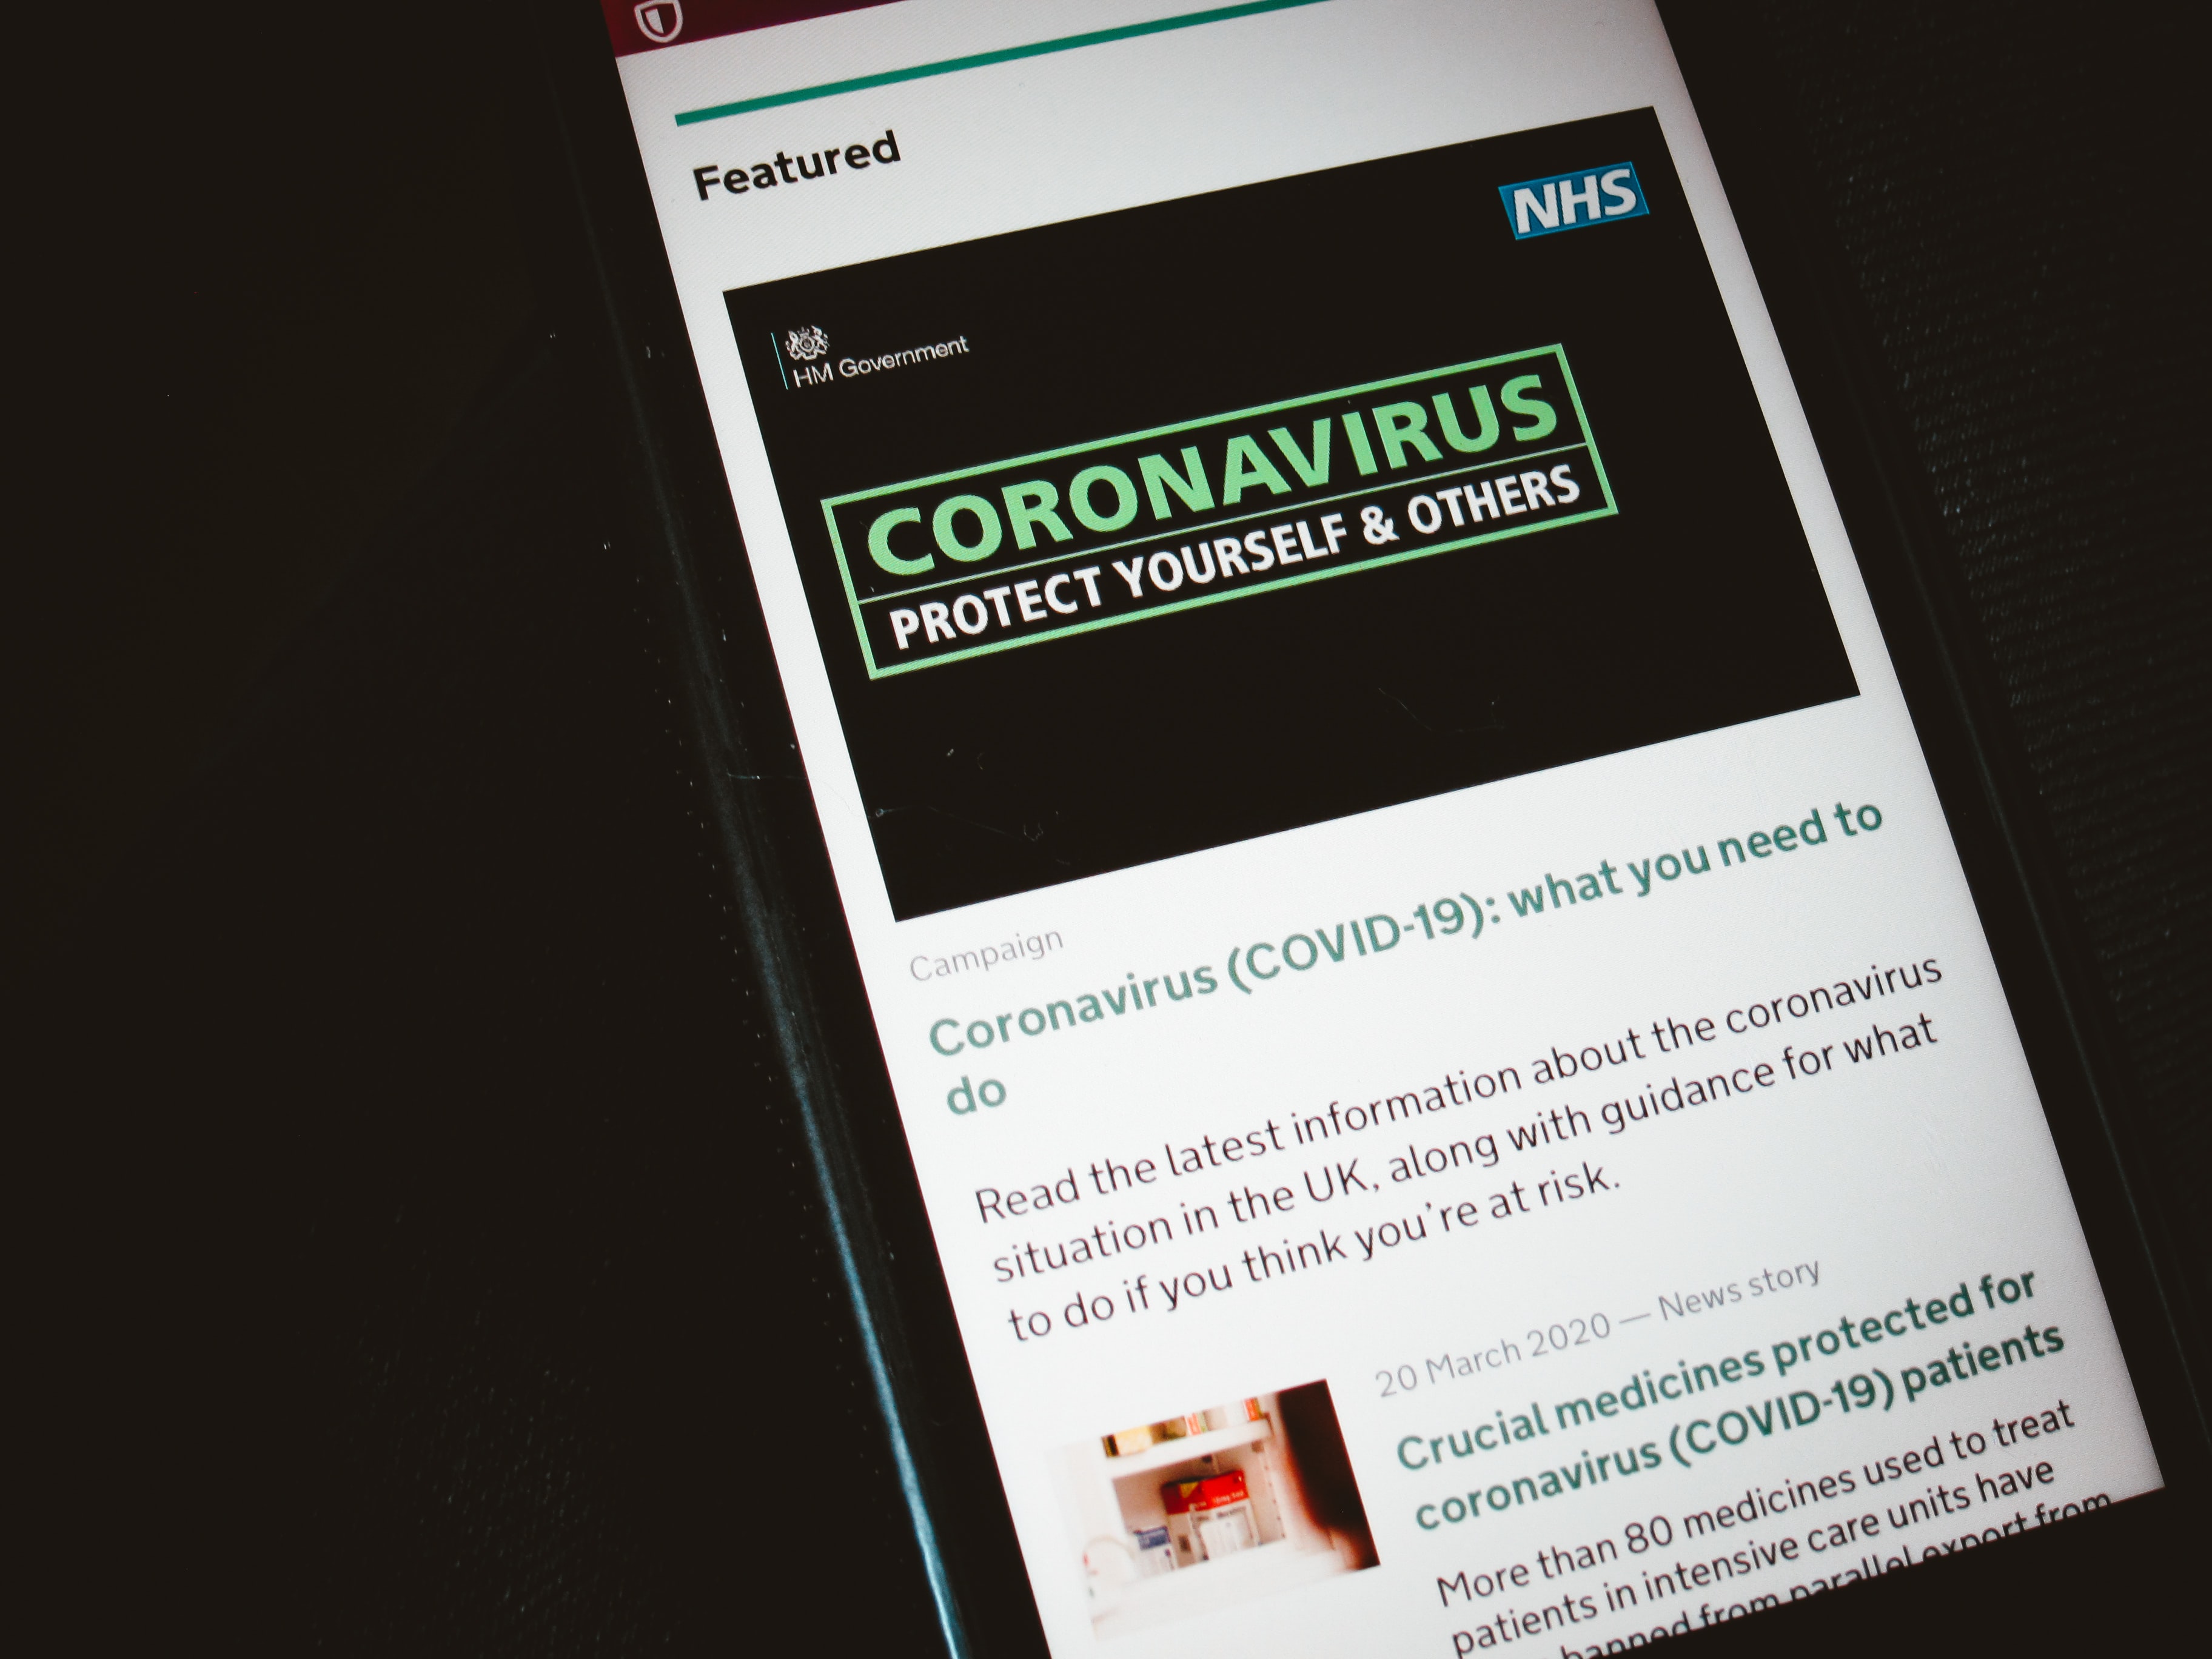 Featured
NHS
HM Government
CORONAVIRUS
PROTECT YOURSELF & OTHERS
Campaign
Coronavirus (COVID-19): what you need to
do
Read the latest information about the coronavirus
situation in the UK, along with guidance for what
to do if you think you're at risk.
20 March 2020 — News story
Crucial medicines protected for
coronavirus (COVID-19) patients
More than 80 medicines used to treat
patients in intensive care units have
banned from parallel export from